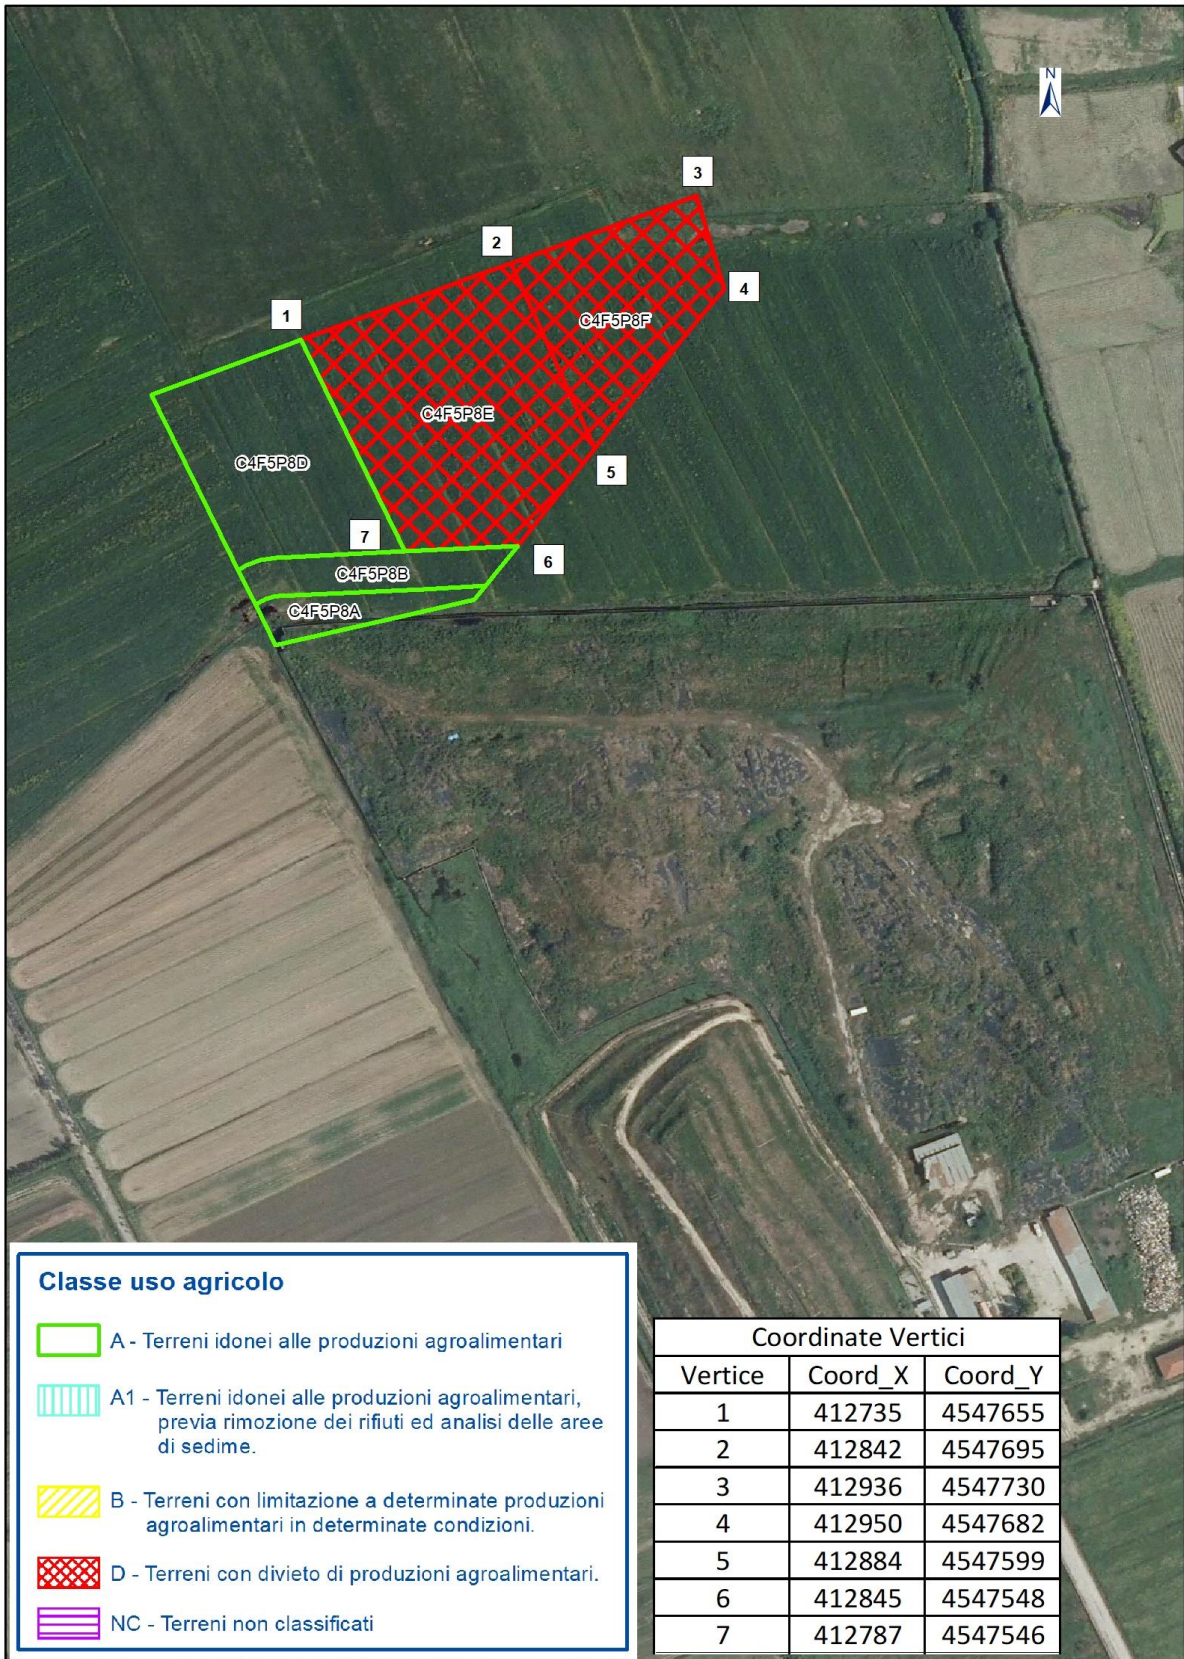 N
3
2
4
1
C4F5P8F
C4F5P8E
C4F5P8D
5
7
6
C4F5P8B
C4F5P8A
Classe uso agricolo
A - Terreni idonei alle produzioni agroalimentari
A1 - Terreni idonei alle produzioni agroalimentari,
previa rimozione dei rifiuti ed analisi delle aree
di sedime.
B - Terreni con limitazione a determinate produzioni
agroalimentari in determinate condizioni.
D - Terreni con divieto di produzioni agroalimentari.
NC - Terreni non classificati
Coordinate Vertici
Vertice Coord_X Coord_Y
1 412735 4547655
2 412842 4547695
3 412936 4547730
4 412950 4547682
5 412884 4547599
6 412845 4547548
7 412787 4547546